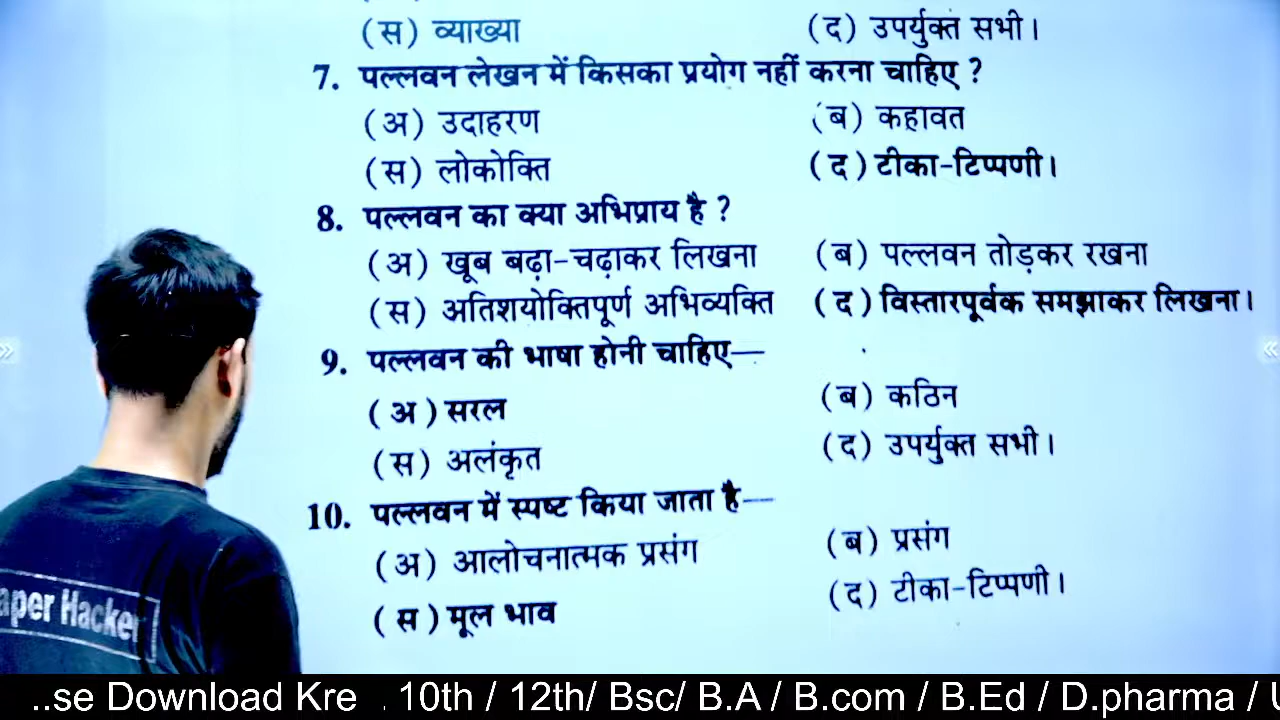 (स) व्याख्या (द) उपर्युक्त सभी।
7. पल्लवन लेखन में किसका प्रयोग नहीं करना चाहिए ?
(अ) उदाहरण (ब) कहावत
(स) लोकोक्ति (द) टीका-टिप्पणी।
8. पल्लवन का क्या अभिप्राय है ?
(अ) खूब बढ़ा-चढ़ाकर लिखना (ब) पल्लवन तोड़कर रखना
(स) अतिशयोक्तिपूर्ण अभिव्यक्ति (द) विस्तारपूर्वक समझाकर लिखना।
9. पल्लवन की भाषा होनी चाहिए—
(अ) सरल (ब) कठिन
(स) अलंकृत (द) उपर्युक्त सभी।
10. पल्लवन में स्पष्ट किया जाता है—
(अ) आलोचनात्मक प्रसंग (ब) प्रसंग
(स) मूल भाव (द) टीका-टिप्पणी।
aper Hacker
..se Download Kre . 10th / 12th/ Bsc/ B.A / B.com / B.Ed / D.pharma /